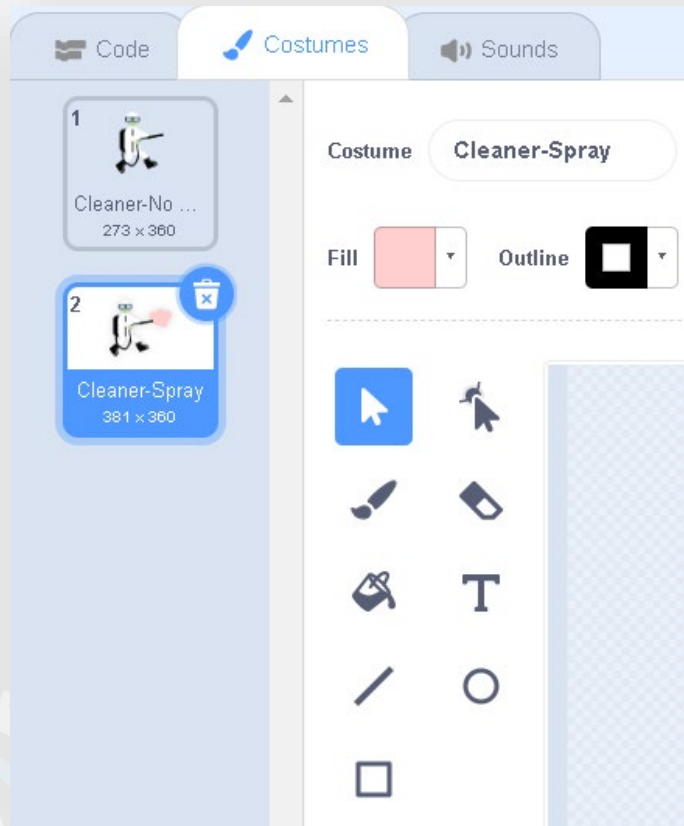 Code
Costumes
Sounds
1
Cleaner-No ...
273 x 360
2
Cleaner-Spray
381 x 360
Costume
Cleaner-Spray
Fill
Outline
T